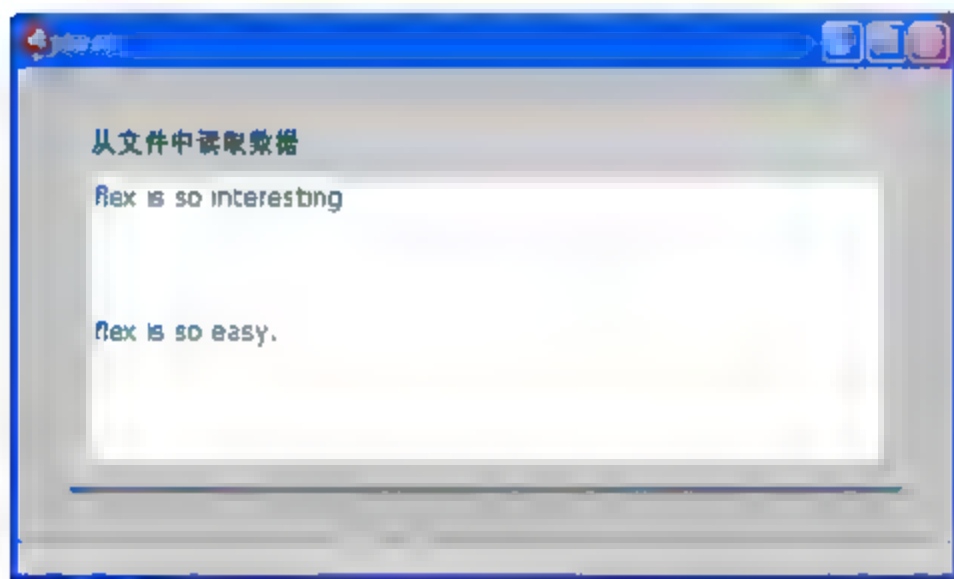 从文件中读取数据
flex is so interesting
flex is so easy.